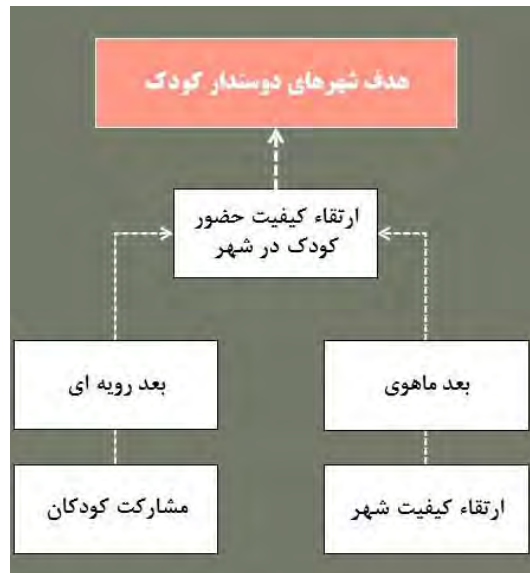 هدف شهرهای دوستدار کودک
ارتقاء کیفیت حضور
کودک در شهر
بعد ماهوی
بعد رویه ای
ارتقاء کیفیت شهر
مشارکت کودکان